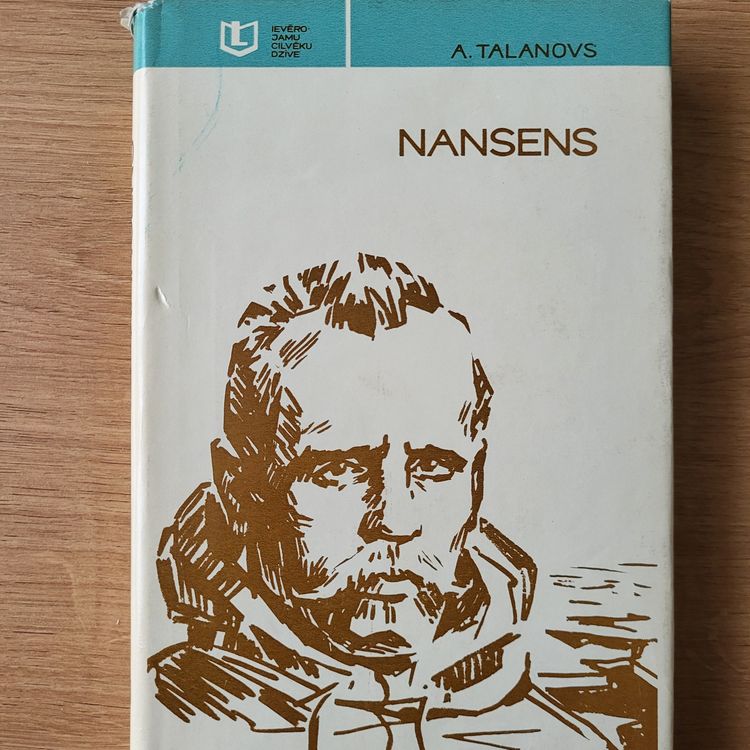 IEVĒRO-
JAMU
CILVĒKU
DZĪVE
A. TALANOVS
NANSENS